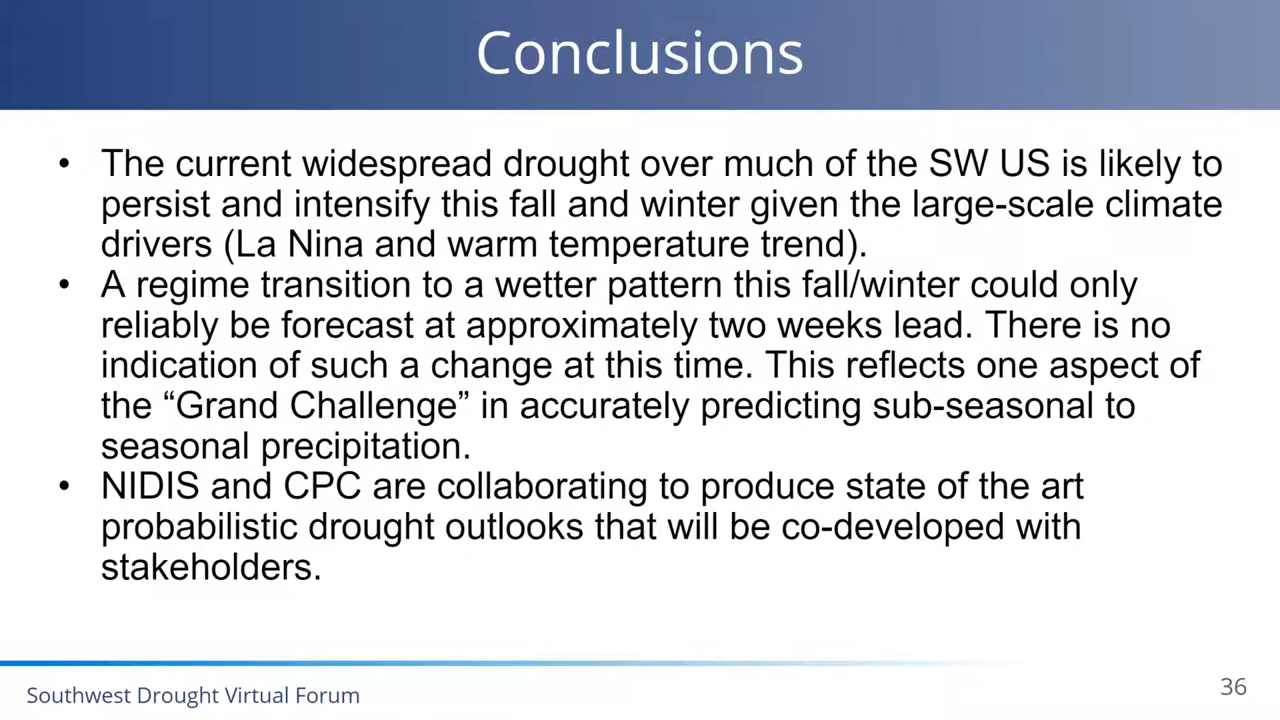 Conclusions
• The current widespread drought over much of the SW US is likely to
persist and intensify this fall and winter given the large-scale climate
drivers (La Nina and warm temperature trend).
• A regime transition to a wetter pattern this fall/winter could only
reliably be forecast at approximately two weeks lead. There is no
indication of such a change at this time. This reflects one aspect of
the “Grand Challenge” in accurately predicting sub-seasonal to
seasonal precipitation.
• NIDIS and CPC are collaborating to produce state of the art
probabilistic drought outlooks that will be co-developed with
stakeholders.
Southwest Drought Virtual Forum
36